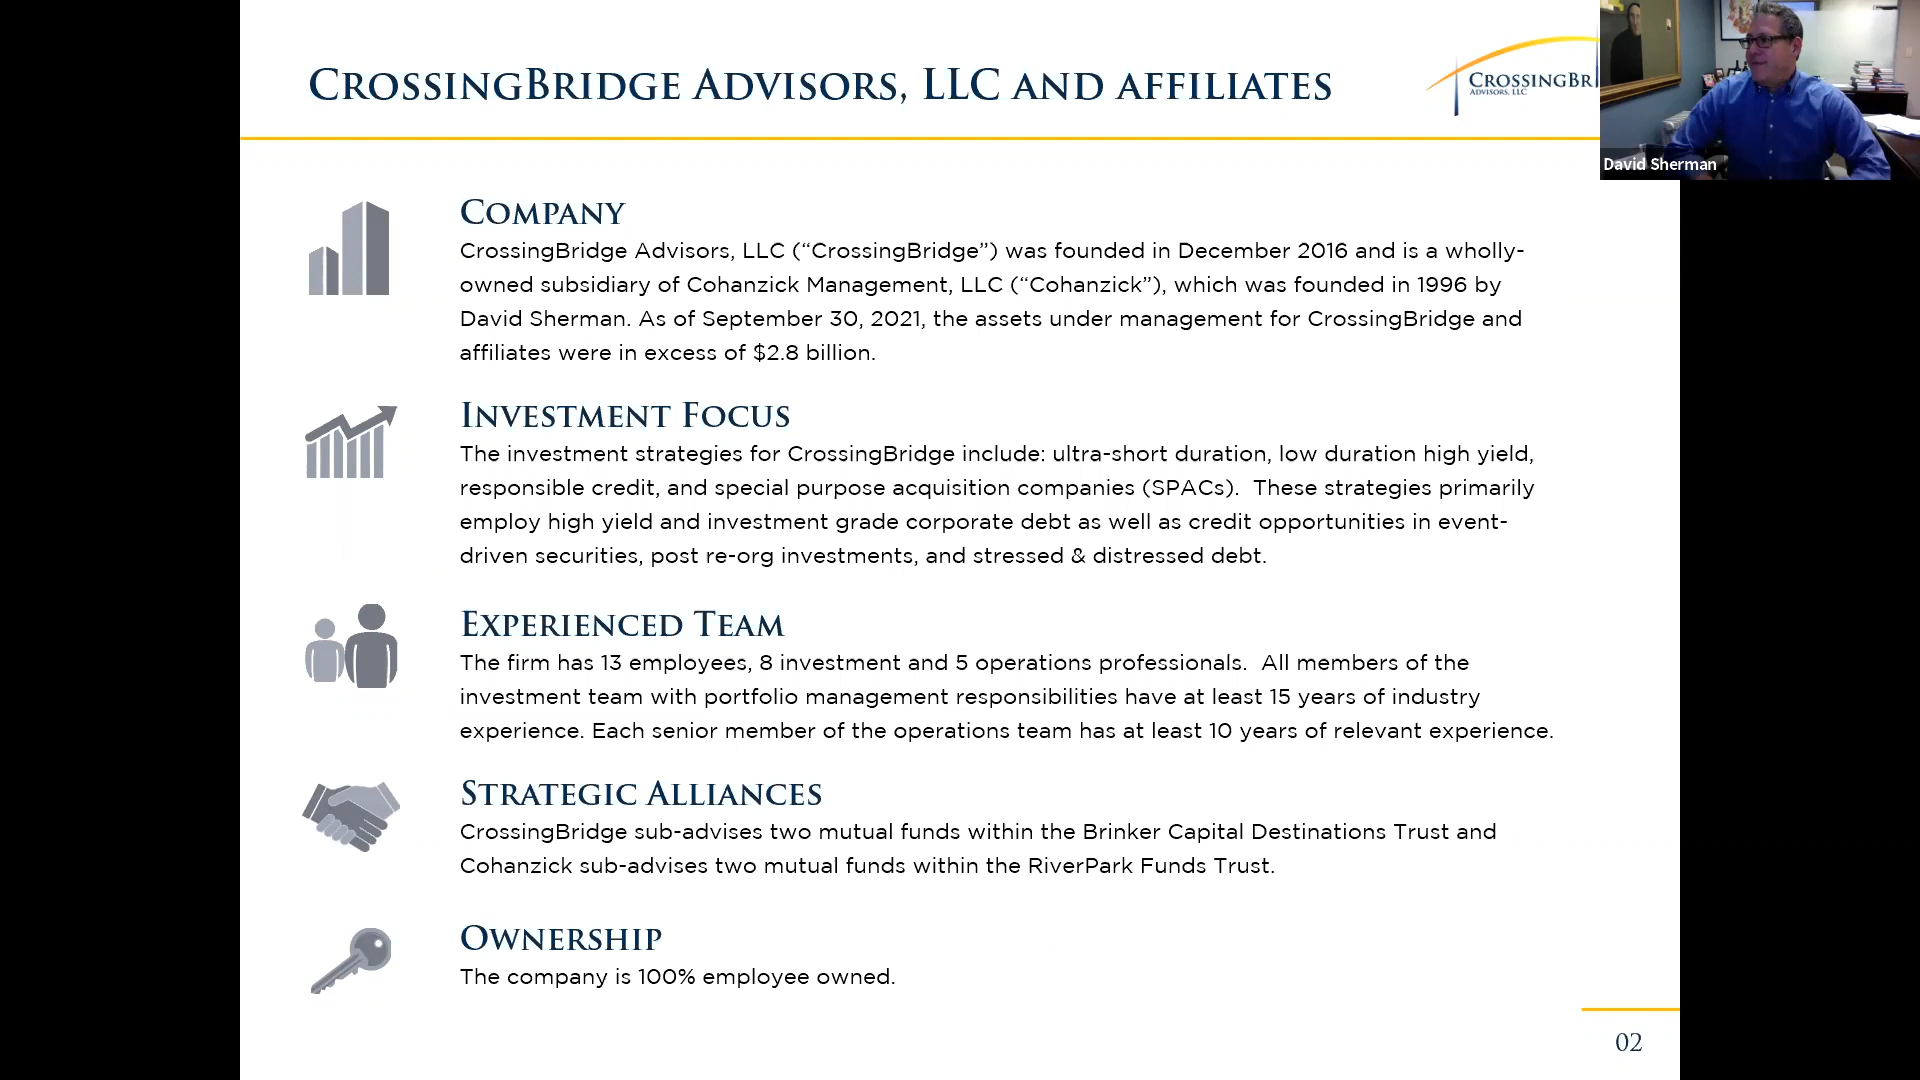 CrossingBridge Advisors, LLC and affiliates
CrossingBri
Advisors, LLC
David Sherman
Company
CrossingBridge Advisors, LLC (“CrossingBridge”) was founded in December 2016 and is a wholly-
owned subsidiary of Cohanzick Management, LLC (“Cohanzick”), which was founded in 1996 by
David Sherman. As of September 30, 2021, the assets under management for CrossingBridge and
affiliates were in excess of $2.8 billion.
Investment Focus
The investment strategies for CrossingBridge include: ultra-short duration, low duration high yield,
responsible credit, and special purpose acquisition companies (SPACs).  These strategies primarily
employ high yield and investment grade corporate debt as well as credit opportunities in event-
driven securities, post re-org investments, and stressed & distressed debt.
Experienced Team
The firm has 13 employees, 8 investment and 5 operations professionals.  All members of the
investment team with portfolio management responsibilities have at least 15 years of industry
experience. Each senior member of the operations team has at least 10 years of relevant experience.
Strategic Alliances
CrossingBridge sub-advises two mutual funds within the Brinker Capital Destinations Trust and
Cohanzick sub-advises two mutual funds within the RiverPark Funds Trust.
Ownership
The company is 100% employee owned.
02